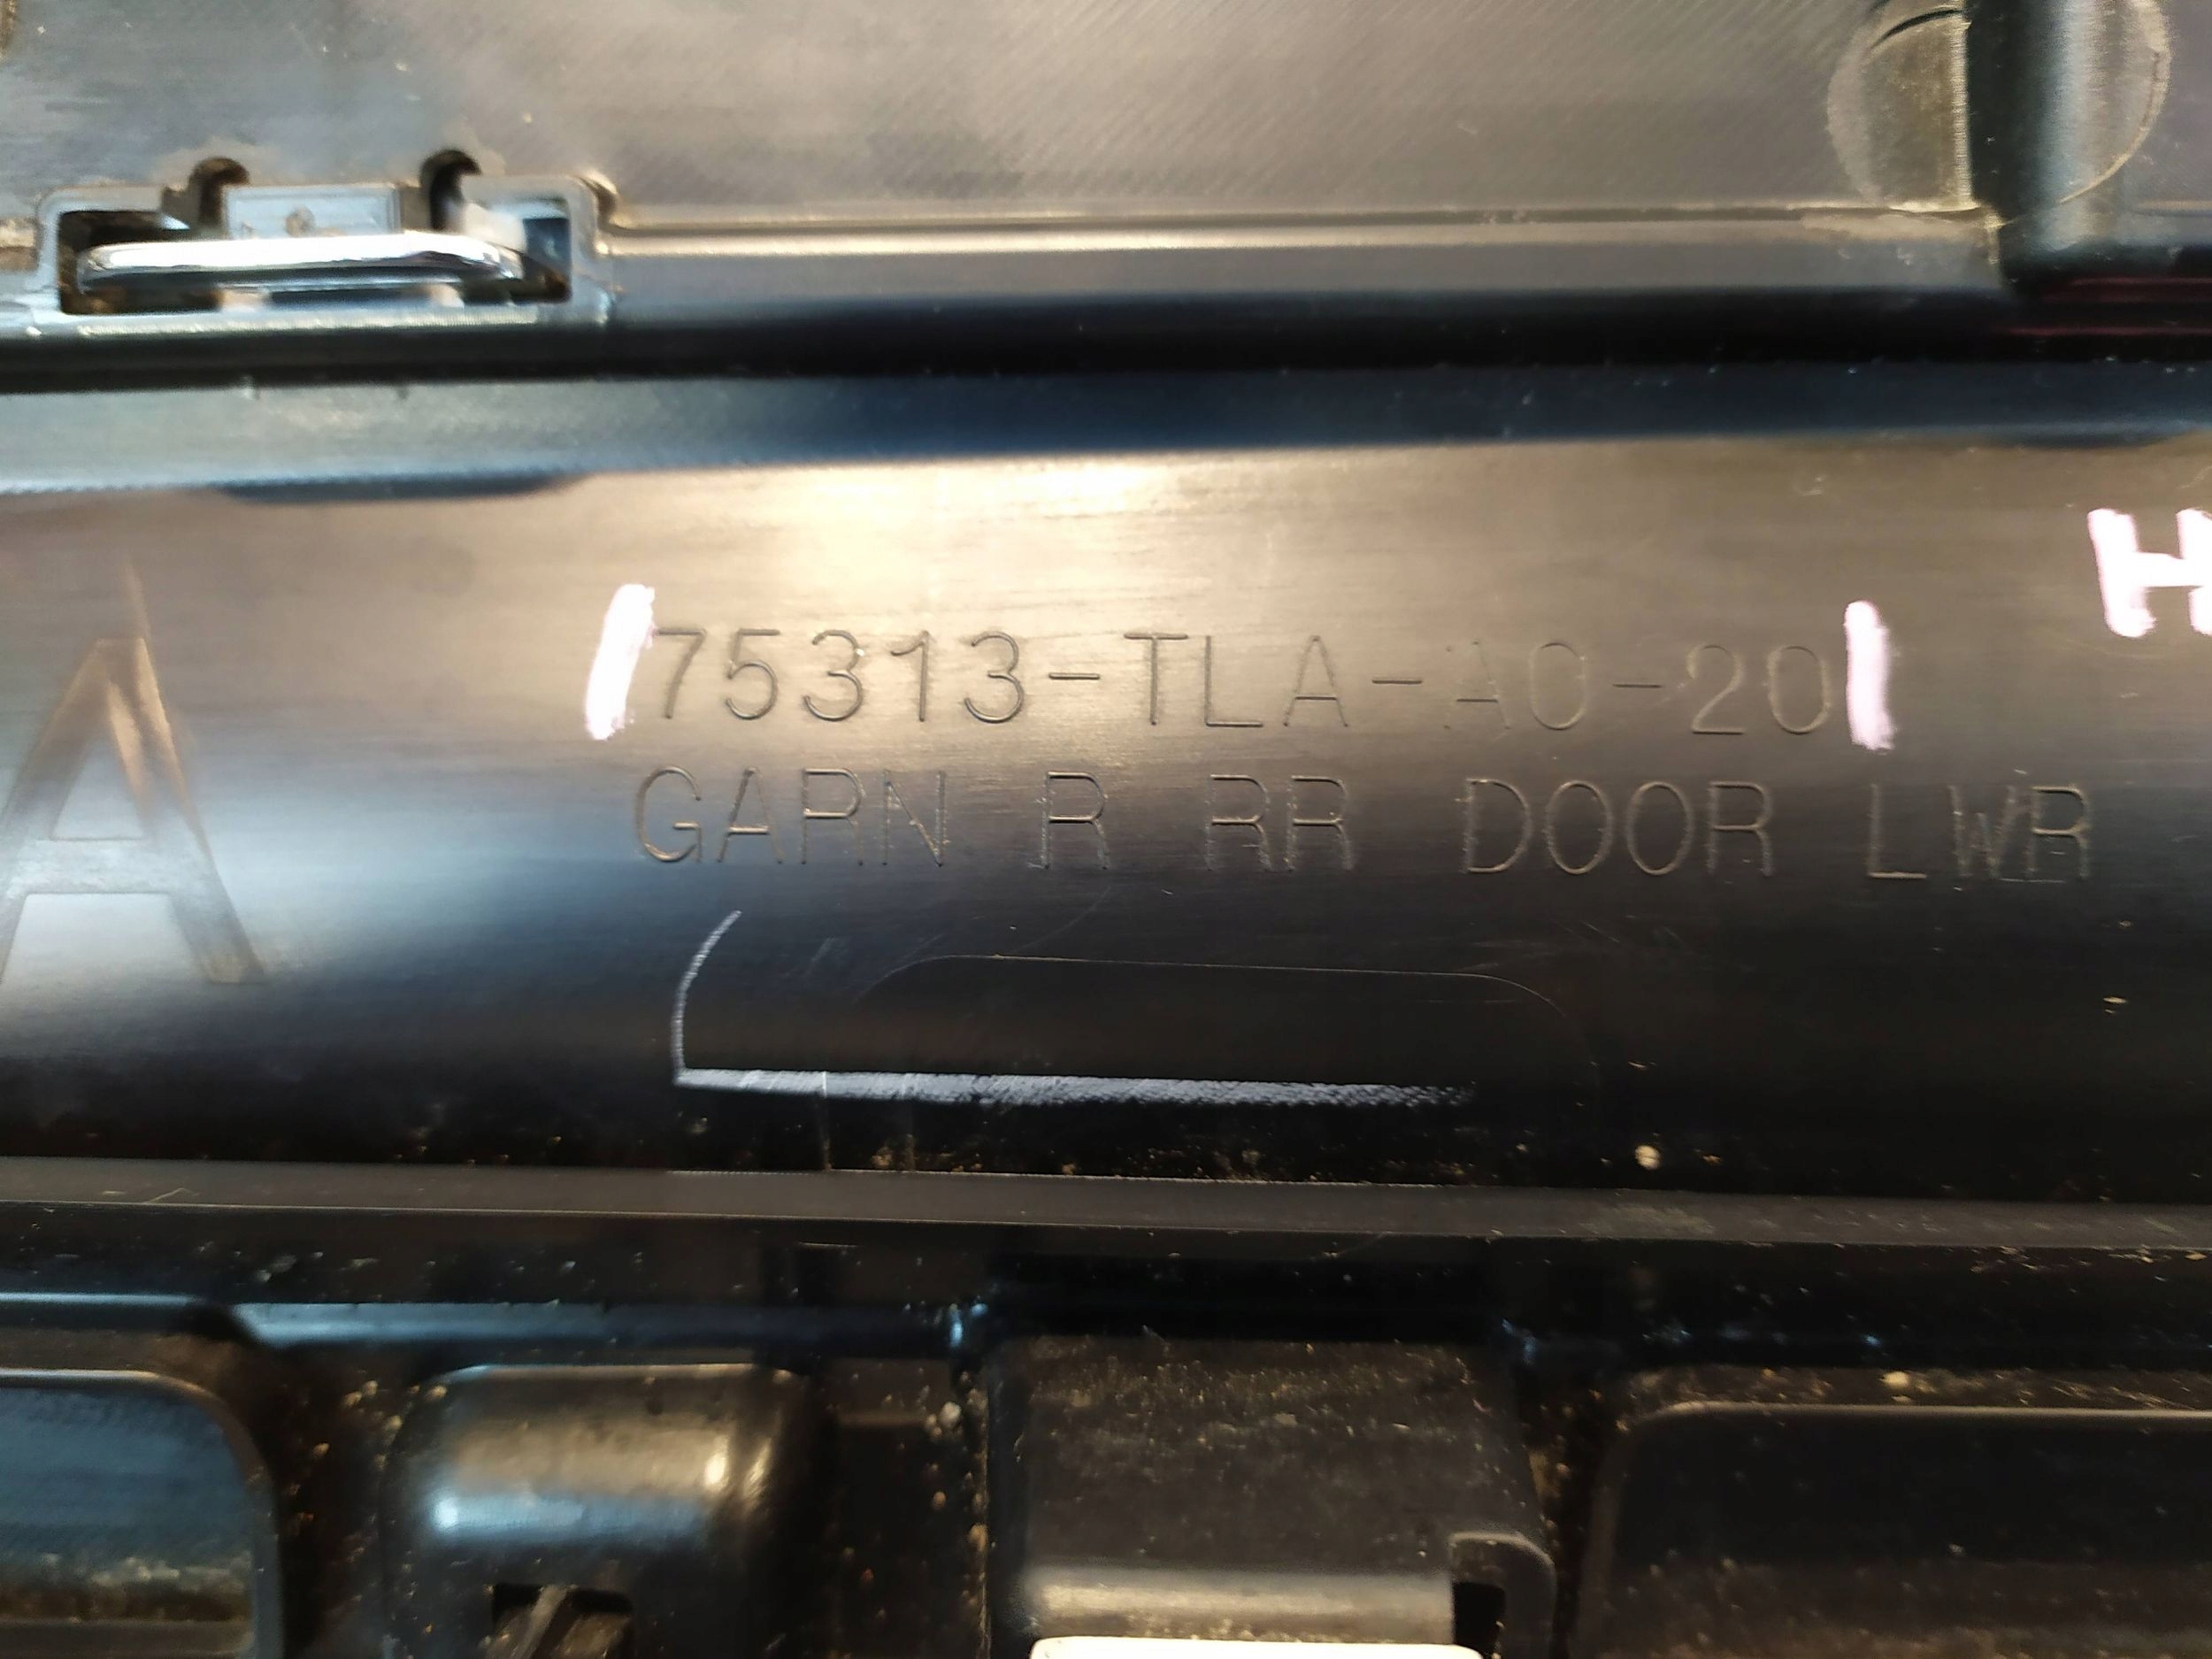 H
75313-TLA-A0-20
GARN R RR DOOR LWR
A